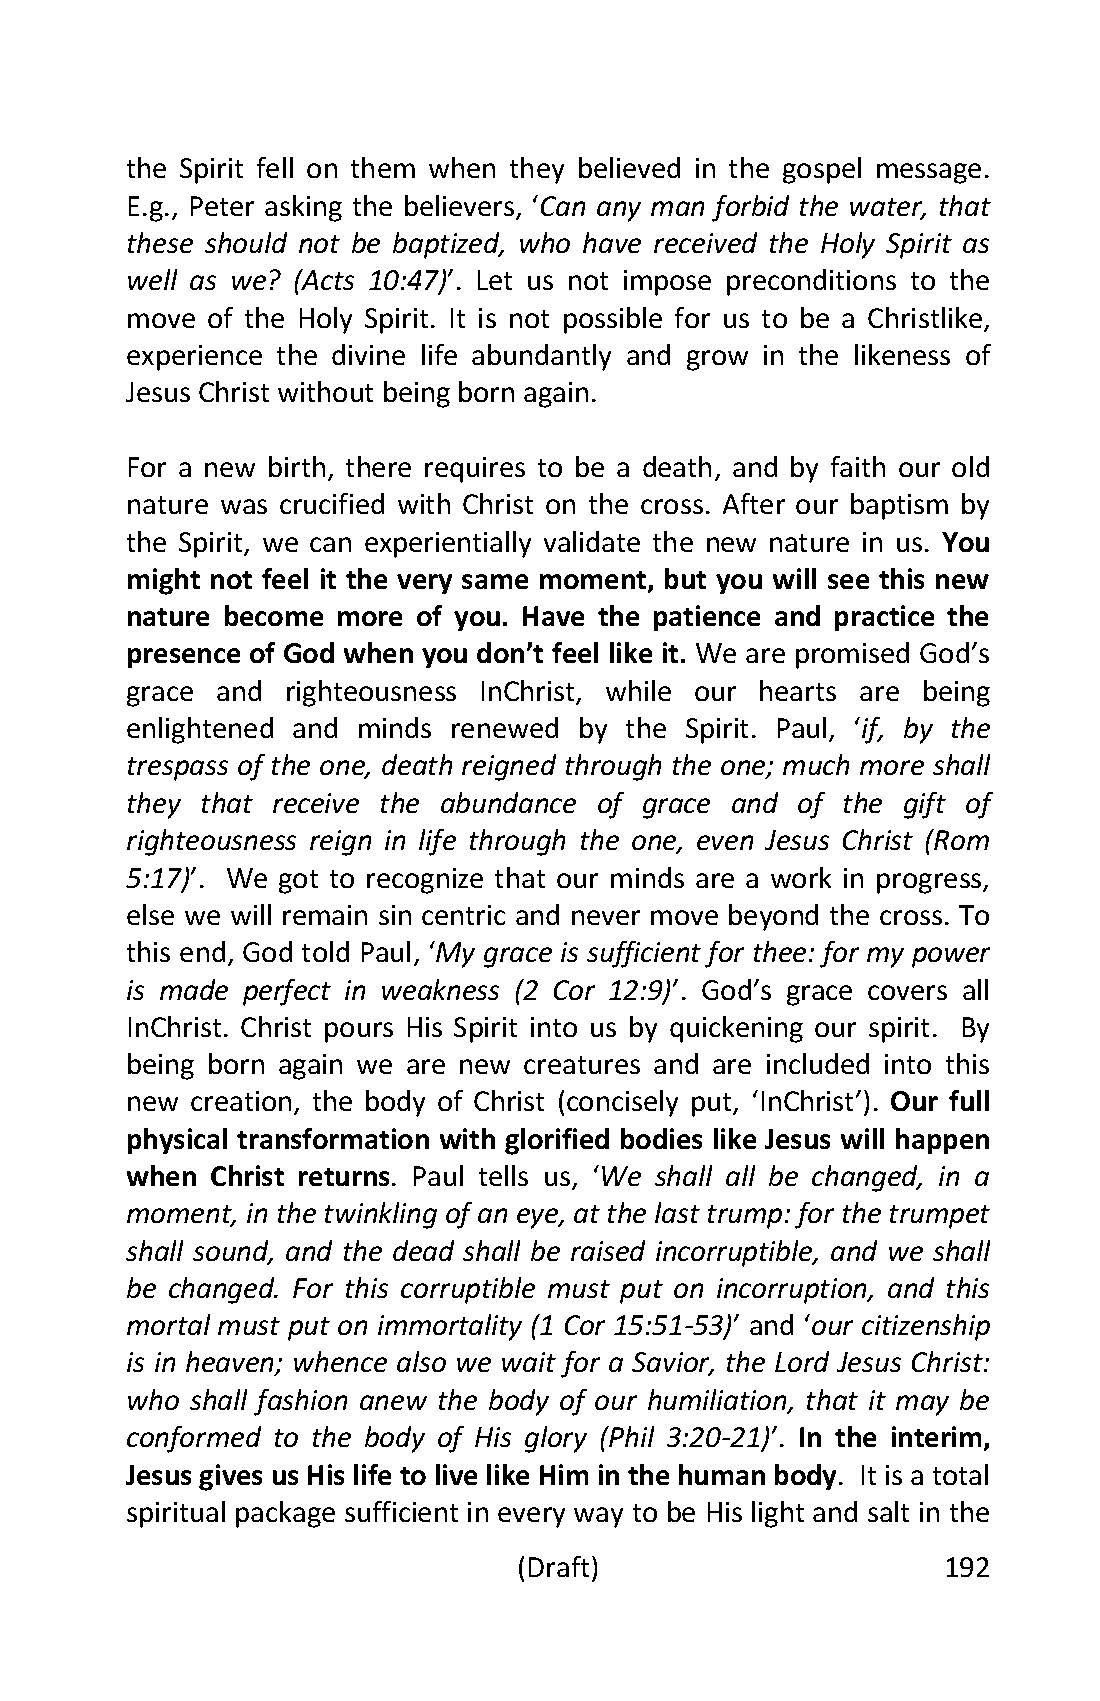 the Spirit fell on them when they believed in the gospel message.
E.g., Peter asking the believers, ‘Can any man forbid the water, that
these should not be baptized, who have received the Holy Spirit as
well as we? (Acts 10:47)’. Let us not impose preconditions to the
move of the Holy Spirit. It is not possible for us to be a Christlike,
experience the divine life abundantly and grow in the likeness of
Jesus Christ without being born again.

For a new birth, there requires to be a death, and by faith our old
nature was crucified with Christ on the cross. After our baptism by
the Spirit, we can experientially validate the new nature in us. You
might not feel it the very same moment, but you will see this new
nature become more of you. Have the patience and practice the
presence of God when you don’t feel like it. We are promised God’s
grace and righteousness InChrist, while our hearts are being
enlightened and minds renewed by the Spirit. Paul, ‘if, by the
trespass of the one, death reigned through the one; much more shall
they that receive the abundance of grace and of the gift of
righteousness reign in life through the one, even Jesus Christ (Rom
5:17)’.  We got to recognize that our minds are a work in progress,
else we will remain sin centric and never move beyond the cross. To
this end, God told Paul, ‘My grace is sufficient for thee: for my power
is made perfect in weakness (2 Cor 12:9)’. God’s grace covers all
InChrist. Christ pours His Spirit into us by quickening our spirit.  By
being born again we are new creatures and are included into this
new creation, the body of Christ (concisely put, ‘InChrist’). Our full
physical transformation with glorified bodies like Jesus will happen
when Christ returns. Paul tells us, ‘We shall all be changed, in a
moment, in the twinkling of an eye, at the last trump: for the trumpet
shall sound, and the dead shall be raised incorruptible, and we shall
be changed. For this corruptible must put on incorruption, and this
mortal must put on immortality (1 Cor 15:51-53)’ and ‘our citizenship
is in heaven; whence also we wait for a Savior, the Lord Jesus Christ:
who shall fashion anew the body of our humiliation, that it may be
conformed to the body of His glory (Phil 3:20-21)’. In the interim,
Jesus gives us His life to live like Him in the human body.  It is a total
spiritual package sufficient in every way to be His light and salt in the
(Draft) 192